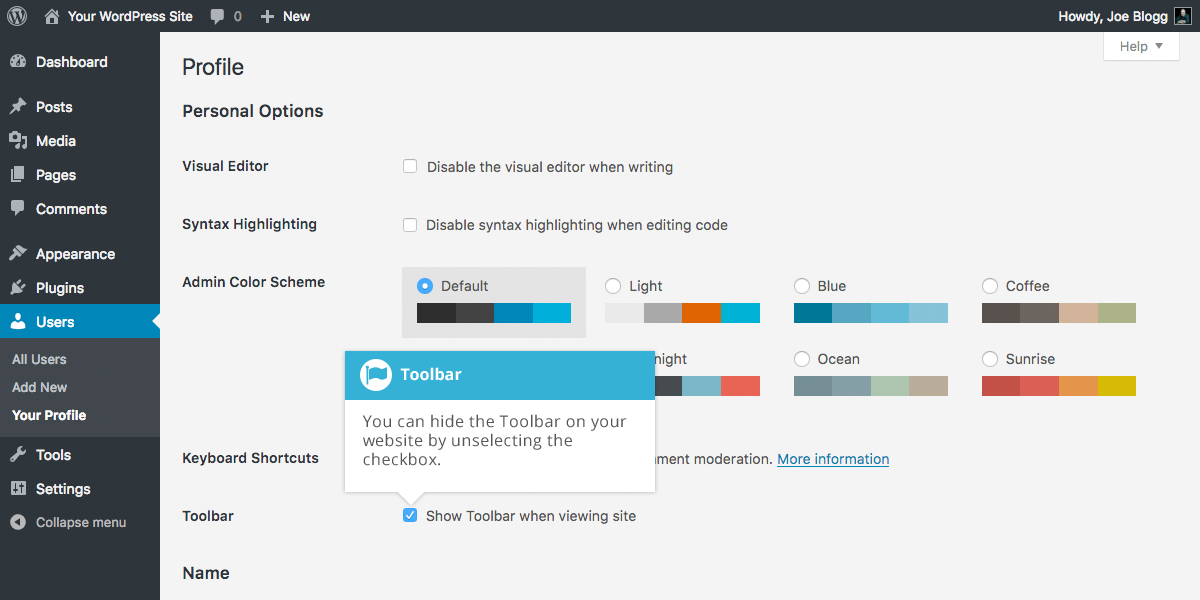 Your WordPress Site 0 New Howdy, Joe Blogg
Help
Dashboard
Posts
Media
Pages
Comments
Appearance
Plugins
Users
All Users
Add New
Your Profile
Tools
Settings
Collapse menu
Profile
Personal Options
Visual Editor Disable the visual editor when writing
Syntax Highlighting Disable syntax highlighting when editing code
Admin Color Scheme Default Light Blue Coffee
Ocean Sunrise
Toolbar
You can hide the Toolbar on your
website by unselecting the
checkbox.
Keyboard Shortcuts moderation. More information
Toolbar Show Toolbar when viewing site
Name